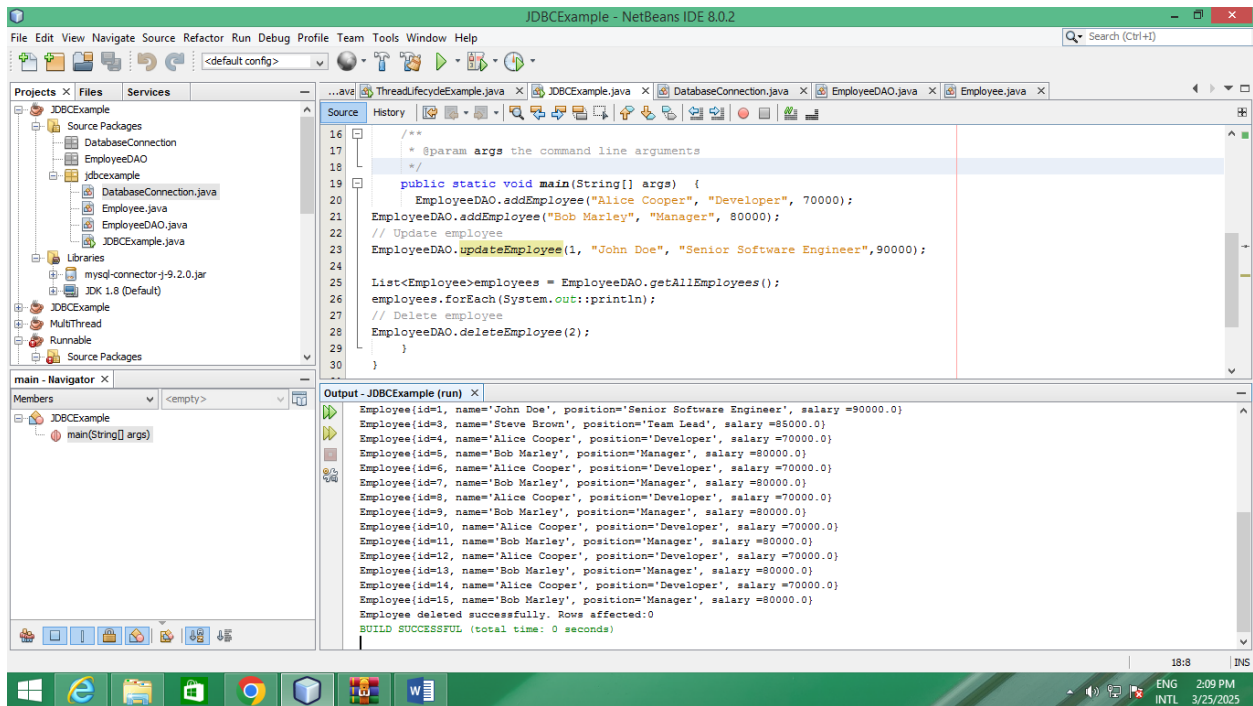 JDBCExample - NetBeans IDE 8.0.2
File Edit View Navigate Source Refactor Run Debug Profile Team Tools Window Help
Search (Ctrl+I)
<default config>
Projects Files Services
JDBCExample
Source Packages
DatabaseConnection
EmployeeDAO
jdbcexample
DatabaseConnection.java
Employee.java
EmployeeDAO.java
JDBCExample.java
Libraries
mysql-connector-j-9.2.0.jar
JDK 1.8 (Default)
JDBCExample
MultiThread
Runnable
Source Packages
main - Navigator
Members <empty>
JDBCExample
main(String[] args)
...ava ThreadLifecycleExample.java JDBCExample.java DatabaseConnection.java EmployeeDAO.java Employee.java
Source History
16 /**
17 * @param args the command line arguments
18 */
19 public static void main(String[] args) {
20 EmployeeDAO.addEmployee("Alice Cooper", "Developer", 70000);
21 EmployeeDAO.addEmployee("Bob Marley", "Manager", 80000);
22 // Update employee
23 EmployeeDAO.updateEmployee(1, "John Doe", "Senior Software Engineer",90000);
24
25 List<Employee>employees = EmployeeDAO.getAllEmployees();
26 employees.forEach(System.out::println);
27 // Delete employee
28 EmployeeDAO.deleteEmployee(2);
29 }
30 }
Output - JDBCExample (run)
Employee{id=1, name='John Doe', position='Senior Software Engineer', salary =90000.0}
Employee{id=3, name='Steve Brown', position='Team Lead', salary =85000.0}
Employee{id=4, name='Alice Cooper', position='Developer', salary =70000.0}
Employee{id=5, name='Bob Marley', position='Manager', salary =80000.0}
Employee{id=6, name='Alice Cooper', position='Developer', salary =70000.0}
Employee{id=7, name='Bob Marley', position='Manager', salary =80000.0}
Employee{id=8, name='Alice Cooper', position='Developer', salary =70000.0}
Employee{id=9, name='Bob Marley', position='Manager', salary =80000.0}
Employee{id=10, name='Alice Cooper', position='Developer', salary =70000.0}
Employee{id=11, name='Bob Marley', position='Manager', salary =80000.0}
Employee{id=12, name='Alice Cooper', position='Developer', salary =70000.0}
Employee{id=13, name='Bob Marley', position='Manager', salary =80000.0}
Employee{id=14, name='Alice Cooper', position='Developer', salary =70000.0}
Employee{id=15, name='Bob Marley', position='Manager', salary =80000.0}
Employee deleted successfully. Rows affected:0
BUILD SUCCESSFUL (total time: 0 seconds)
18:8 INS
ENG 2:09 PM
INTL 3/25/2025